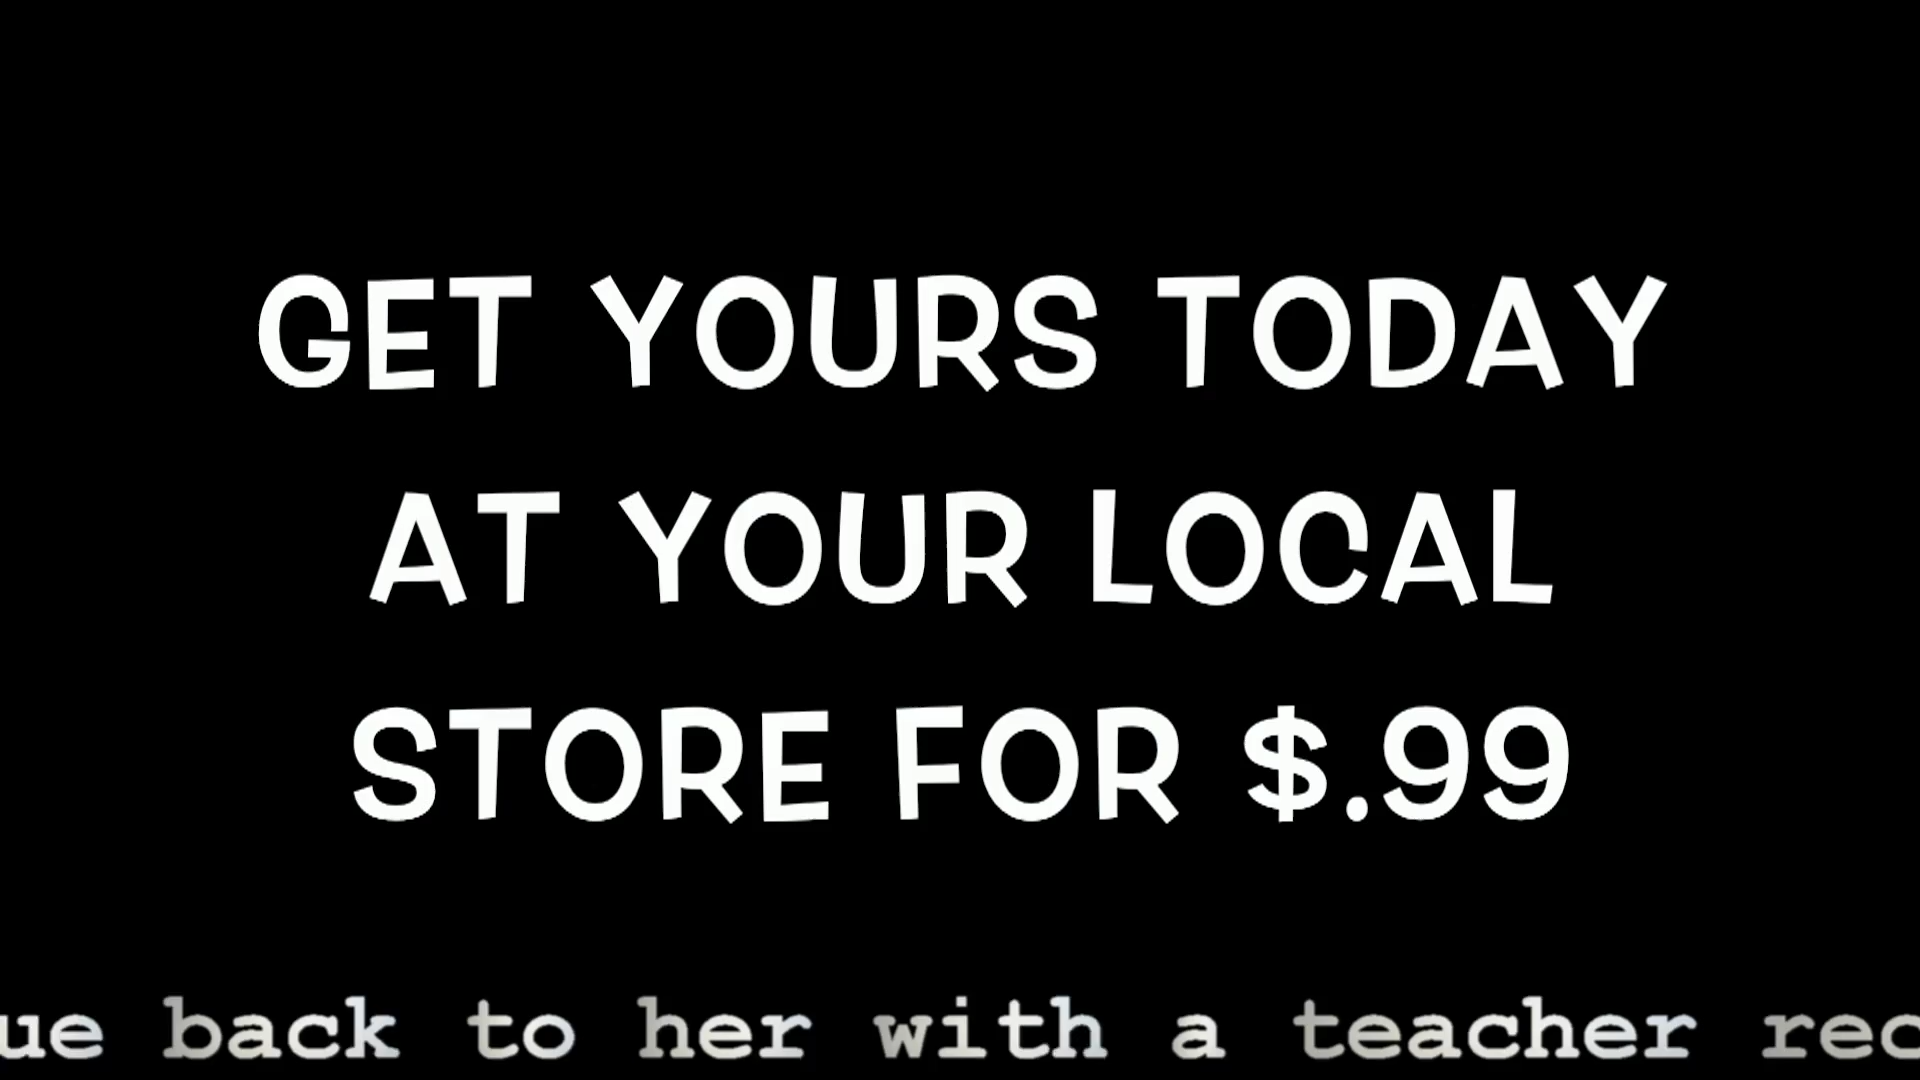 GET YOURS TODAY
AT YOUR LOCAL
STORE FOR $.99
back to her with a teacher